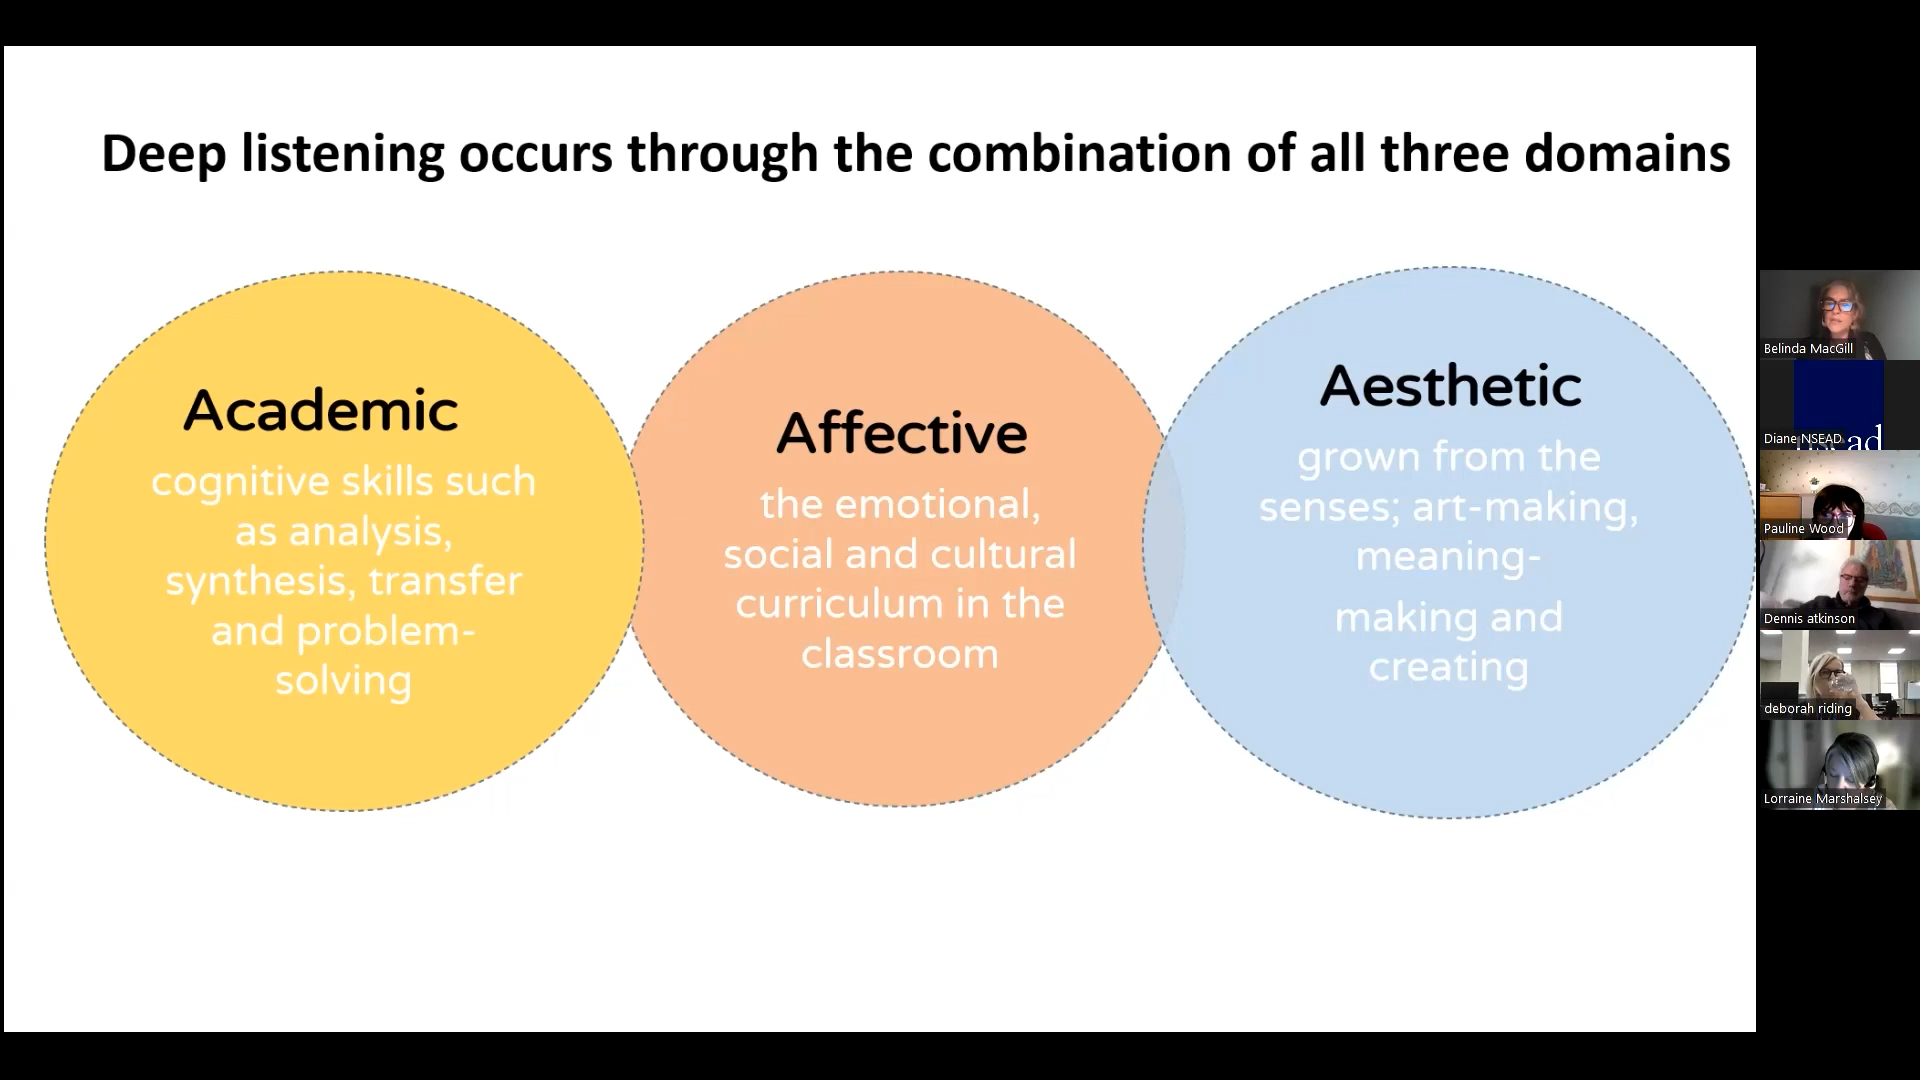 Deep listening occurs through the combination of all three domains
Academic
cognitive skills such
as analysis,
synthesis, transfer
and problem-
solving
Affective
the emotional,
social and cultural
curriculum in the
classroom
Aesthetic
grown from the
senses; art-making,
meaning-
making and
creating
Belinda MacGill
Diane NSEAD
Pauline Wood
Dennis atkinson
deborah riding
Lorraine Marshalsey